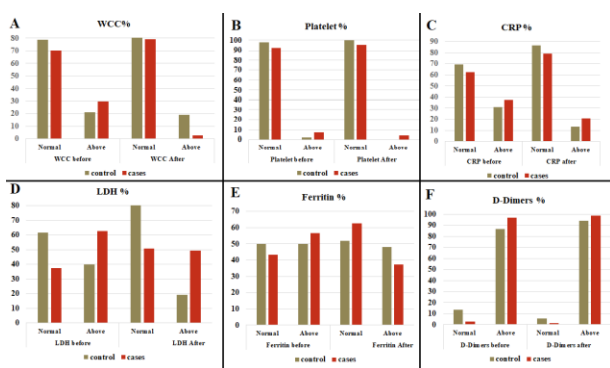 A
WCC%
80
70
60
50
40
30
20
10
0
Normal Above Normal Above
WCC before WCC After
control cases
B
Platelet %
100
90
80
70
60
50
40
30
20
10
0
Normal Above Normal Above
Platelet before Platelet After
control cases
C
CRP%
90
80
70
60
50
40
30
20
10
0
Normal Above Normal Above
CRP before CRP after
control cases
D
LDH %
80
70
60
50
40
30
20
10
0
Normal Above Normal Above
LDH before LDH After
control cases
E
Ferritin %
70
60
50
40
30
20
10
0
Normal Above Normal Above
Ferritin before Ferritin After
control cases
F
D-Dimers %
100
90
80
70
60
50
40
30
20
10
0
Normal Above Normal Above
D-Dimers before D-Dimers after
control cases